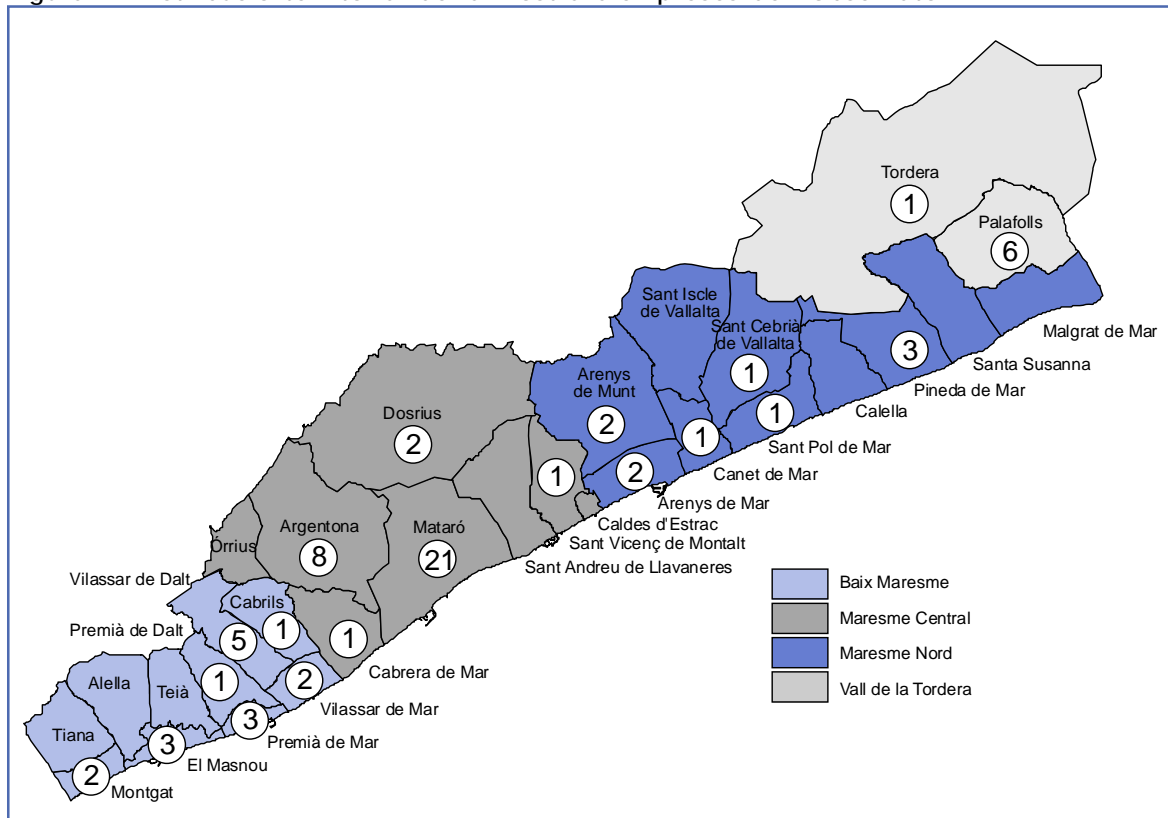 Tordera
1
Palafolls
6
Sant Iscle
de Vallalta
Sant Cebrià
de Vallalta
1
Malgrat de Mar
3
Santa Susanna
Pineda de Mar
Arenys
de Munt
2
Calella
1
Sant Pol de Mar
1
Canet de Mar
Dosrius
2
1
2
Arenys de Mar
Caldes d'Estrac
Sant Vicenç de Montalt
Sant Andreu de Llavaneres
Argentona
8
Mataró
21
Òrrius
Vilassar de Dalt
Cabrils
1
5
1
Cabrera de Mar
Premià de Dalt
1
2
Vilassar de Mar
Alella
Teià
3
Premià de Mar
Tiana
3
El Masnou
2
Montgat
Baix Maresme
Maresme Central
Maresme Nord
Vall de la Tordera